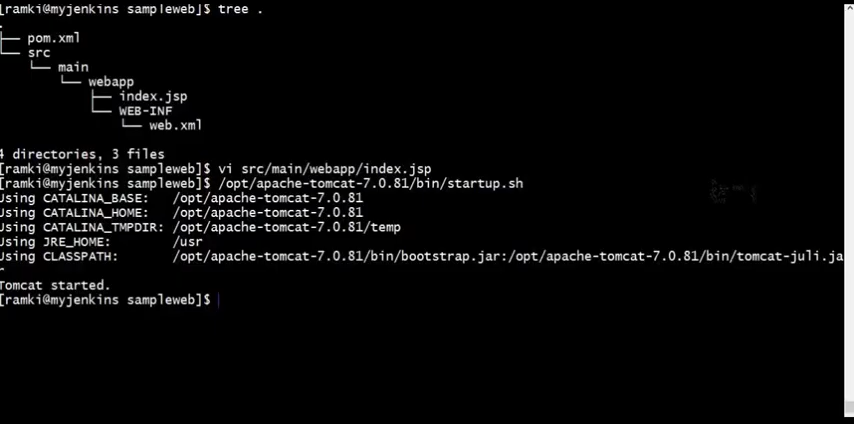 [ramki@myjenkins sampleweb]$ tree .
.
├── pom.xml
└── src
    └── main
        └── webapp
            ├── index.jsp
            └── WEB-INF
                └── web.xml
4 directories, 3 files
[ramki@myjenkins sampleweb]$ vi src/main/webapp/index.jsp
[ramki@myjenkins sampleweb]$ /opt/apache-tomcat-7.0.81/bin/startup.sh
Using CATALINA_BASE:   /opt/apache-tomcat-7.0.81
Using CATALINA_HOME:   /opt/apache-tomcat-7.0.81
Using CATALINA_TMPDIR: /opt/apache-tomcat-7.0.81/temp
Using JRE_HOME:        /usr
Using CLASSPATH:       /opt/apache-tomcat-7.0.81/bin/bootstrap.jar:/opt/apache-tomcat-7.0.81/bin/tomcat-juli.ja
r
Tomcat started.
[ramki@myjenkins sampleweb]$